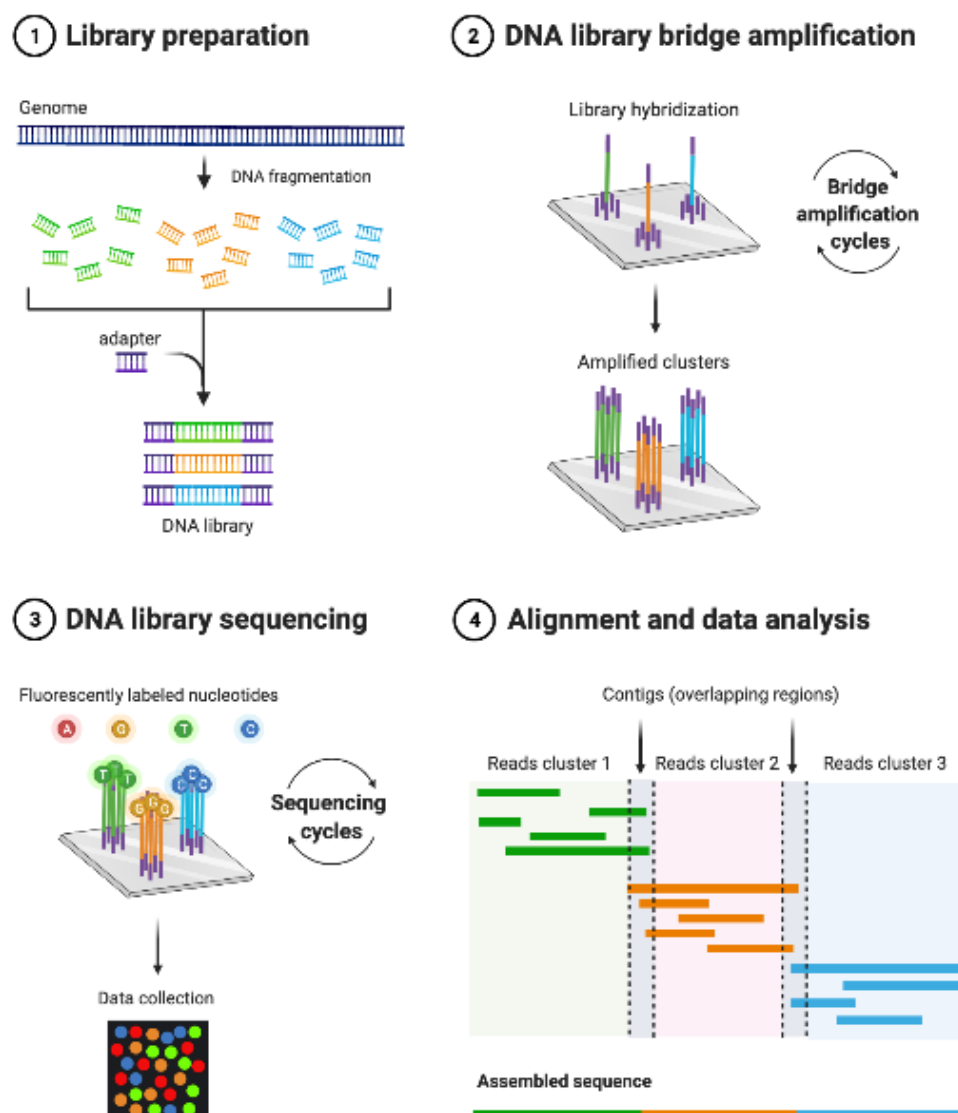 1 Library preparation
Genome
DNA fragmentation
adapter
DNA library
2 DNA library bridge amplification
Library hybridization
Bridge
amplification
cycles
Amplified clusters
3 DNA library sequencing
Fluorescently labeled nucleotides
A G T C
T T T
G G G
C C C
Sequencing
cycles
Data collection
4 Alignment and data analysis
Contigs (overlapping regions)
Reads cluster 1 Reads cluster 2 Reads cluster 3
Assembled sequence